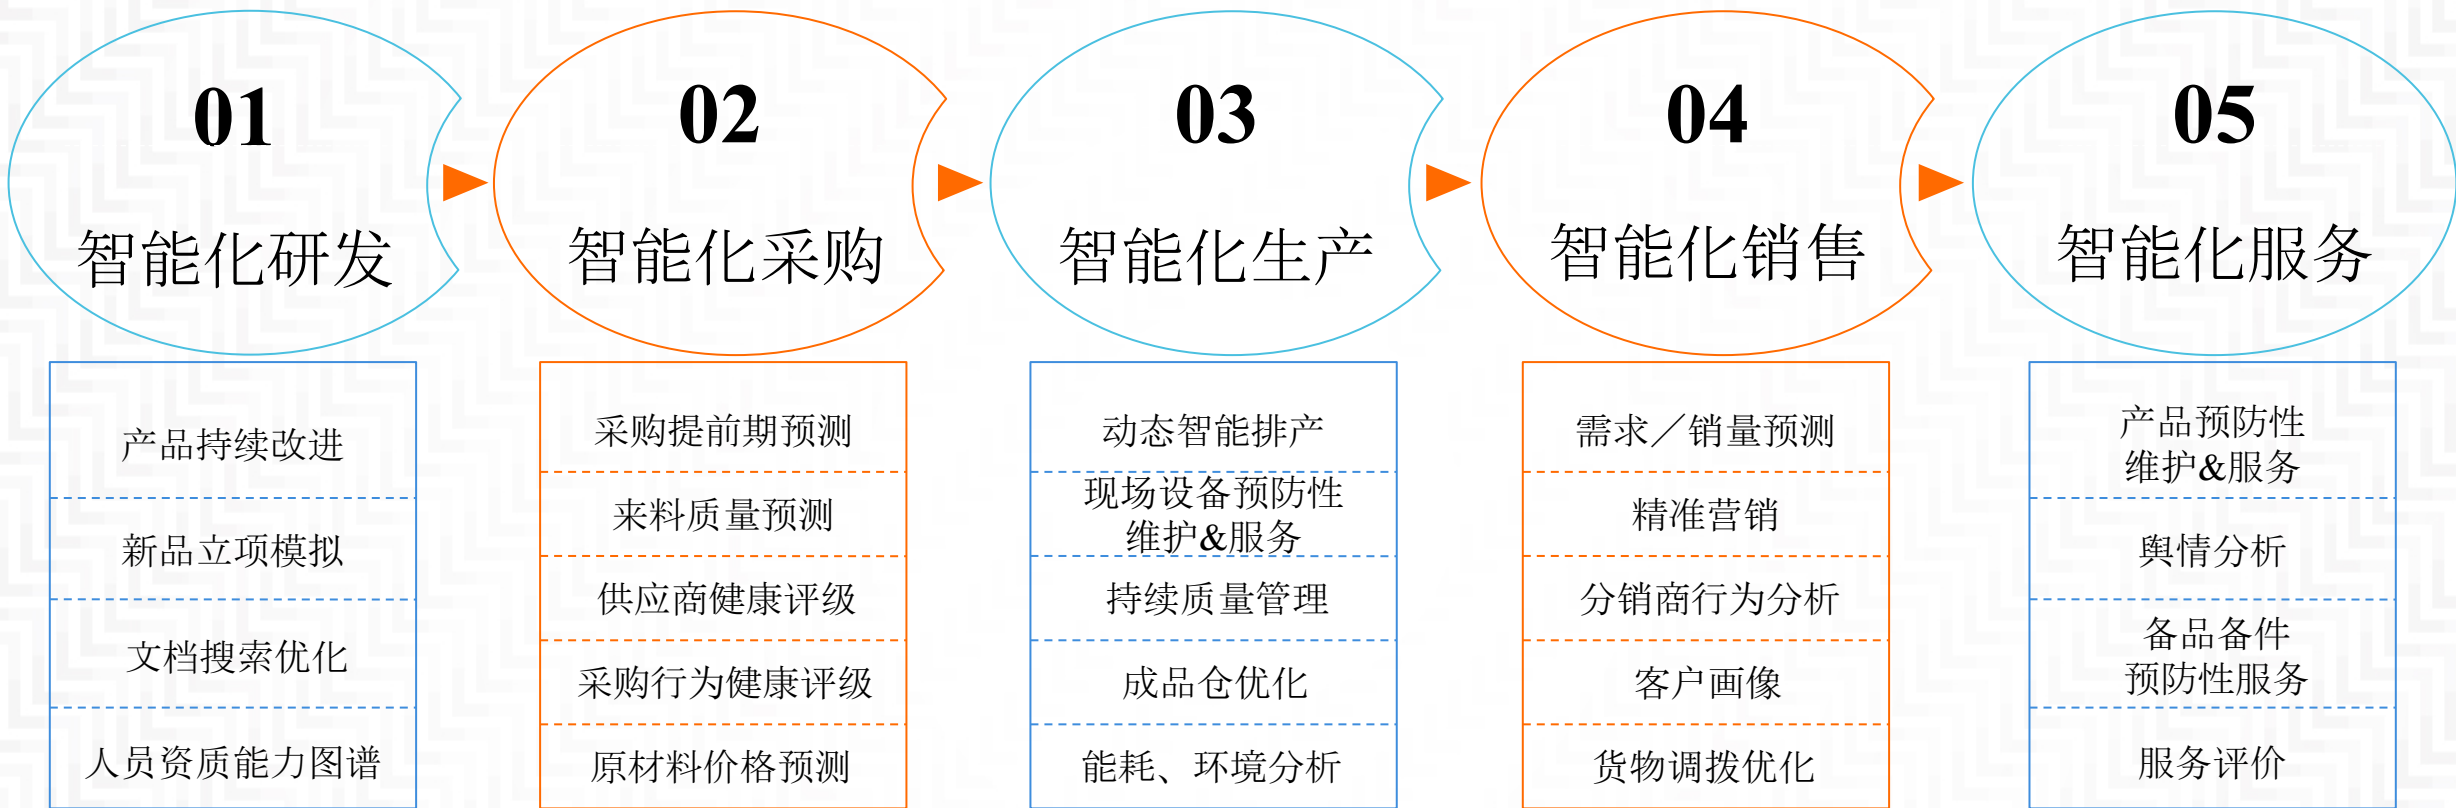 01
智能化研发
产品持续改进
新品立项模拟
文档搜索优化
人员资质能力图谱
02
智能化采购
采购提前期预测
来料质量预测
供应商健康评级
采购行为健康评级
原材料价格预测
03
智能化生产
动态智能排产
现场设备预防性
维护&服务
持续质量管理
成品仓优化
能耗、环境分析
04
智能化销售
需求／销量预测
精准营销
分销商行为分析
客户画像
货物调拨优化
05
智能化服务
产品预防性
维护&服务
舆情分析
备品备件
预防性服务
服务评价